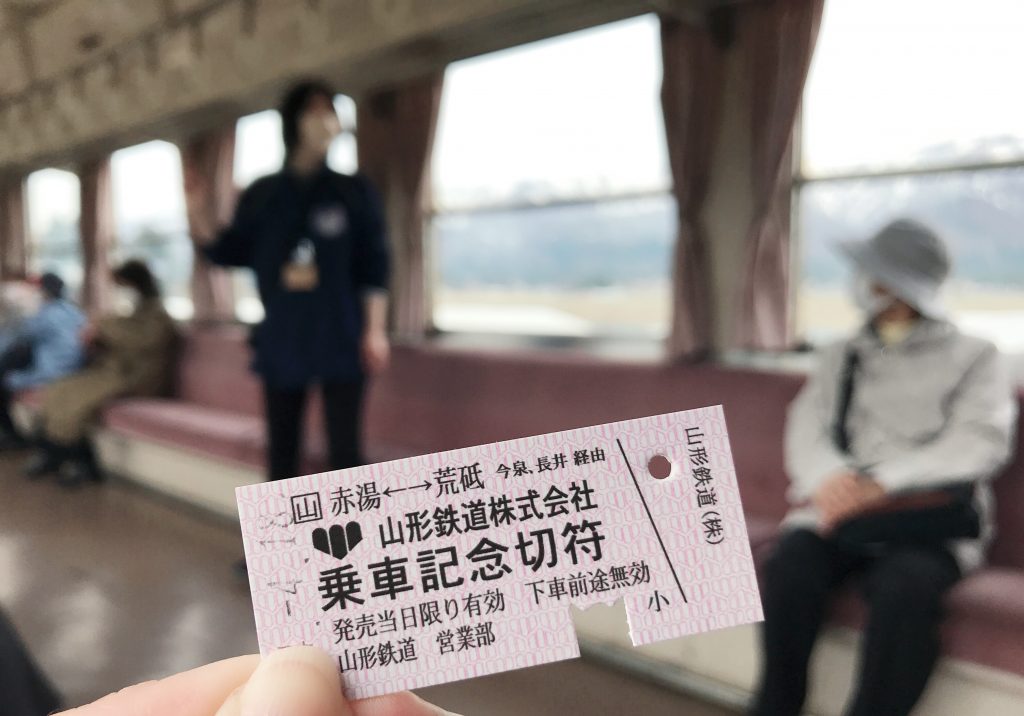 山 赤湯←→荒砥 今泉、長井 経由
山形鉄道株式会社
乗車記念切符
発売当日限り有効 下車前途無効
山形鉄道 営業部
小
山形鉄道(株)